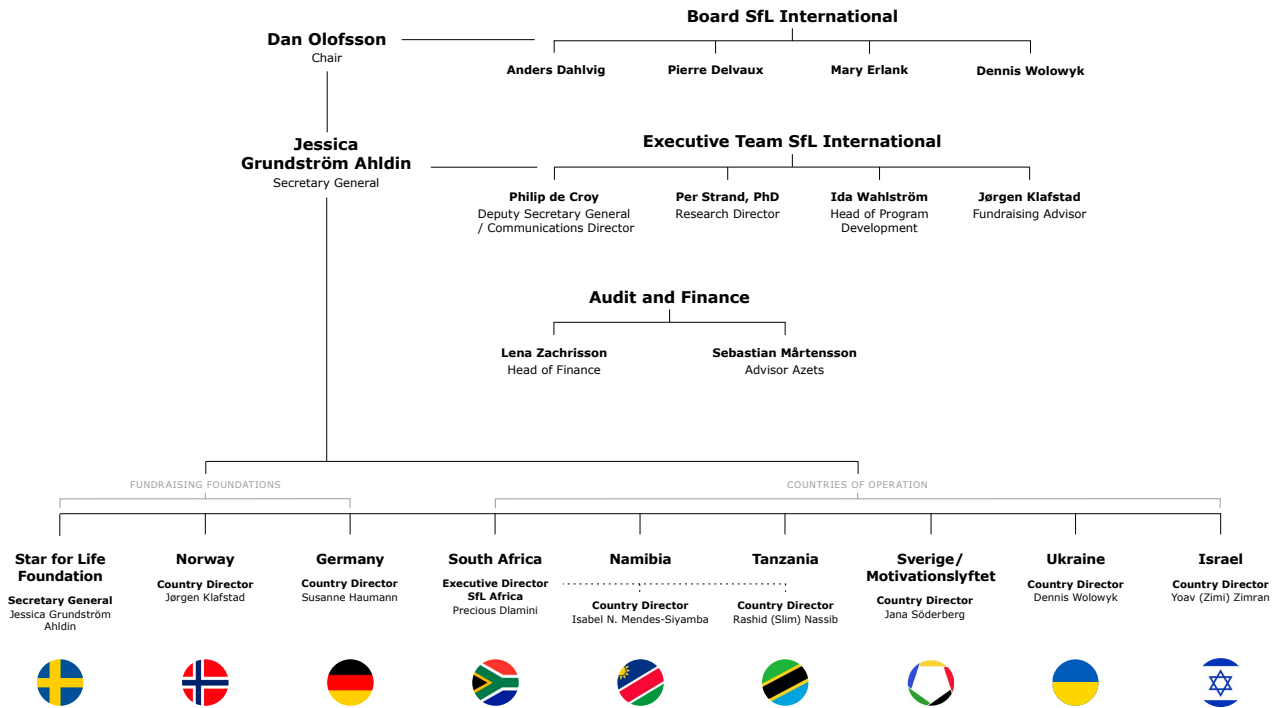 Board SfL International
Dan Olofsson
Chair
Anders Dahlvig
Pierre Delvaux
Mary Erlank
Dennis Wolowyk
Jessica
Grundström Ahldin
Secretary General
Executive Team SfL International
Philip de Croy
Deputy Secretary General
/ Communications Director
Per Strand, PhD
Research Director
Ida Wahlström
Head of Program
Development
Jørgen Klafstad
Fundraising Advisor
Audit and Finance
Lena Zachrisson
Head of Finance
Sebastian Mårtensson
Advisor Azets
FUNDRAISING FOUNDATIONS
COUNTRIES OF OPERATION
Star for Life
Foundation
Secretary General
Jessica Grundström
Ahldin
Norway
Country Director
Jørgen Klafstad
Germany
Country Director
Susanne Haumann
South Africa
Executive Director
SfL Africa
Precious Dlamini
Namibia
Country Director
Isabel N. Mendes-Siyamba
Tanzania
Country Director
Rashid (Slim) Nassib
Sverige/
Motivationslyftet
Country Director
Jana Söderberg
Ukraine
Country Director
Dennis Wolowyk
Israel
Country Director
Yoav (Zimi) Zimran